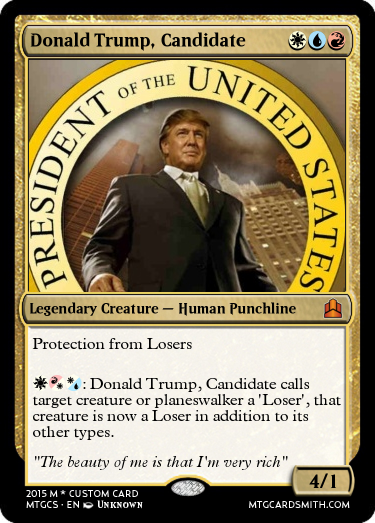 Donald Trump, Candidate
PRESIDENT OF THE UNITED STATES
Legendary Creature — Human Punchline
Protection from Losers
: Donald Trump, Candidate calls
target creature or planeswalker a 'Loser', that
creature is now a Loser in addition to its
other types.
"The beauty of me is that I'm very rich"
4/1
2015 M * CUSTOM CARD
MTGCS · EN UNKNOWN
MTGCARDSMITH.COM